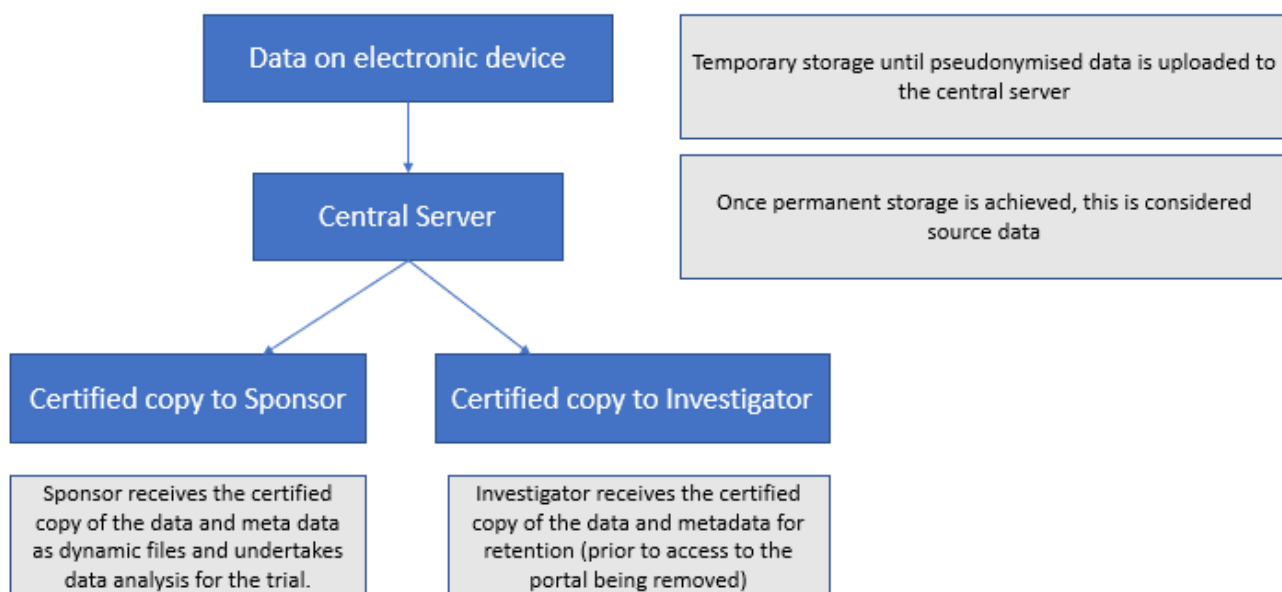 Data on electronic device
Temporary storage until pseudonymised data is uploaded to
the central server
Central Server
Once permanent storage is achieved, this is considered
source data
Certified copy to Sponsor
Certified copy to Investigator
Sponsor receives the certified
copy of the data and meta data
as dynamic files and undertakes
data analysis for the trial.
Investigator receives the certified
copy of the data and metadata for
retention (prior to access to the
portal being removed)